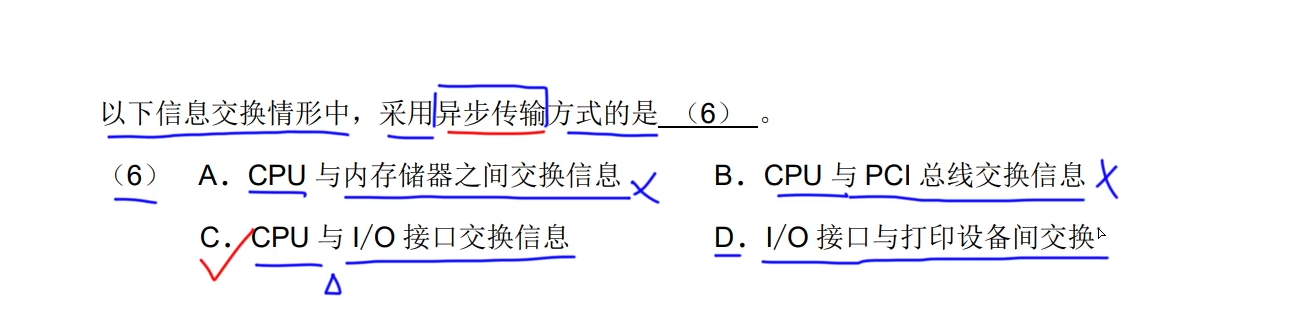 以下信息交换情形中，采用异步传输方式的是 （6） 。
（6） A．CPU 与内存储器之间交换信息 B．CPU 与 PCI 总线交换信息
C．CPU 与 I/O 接口交换信息 D．I/O 接口与打印设备间交换